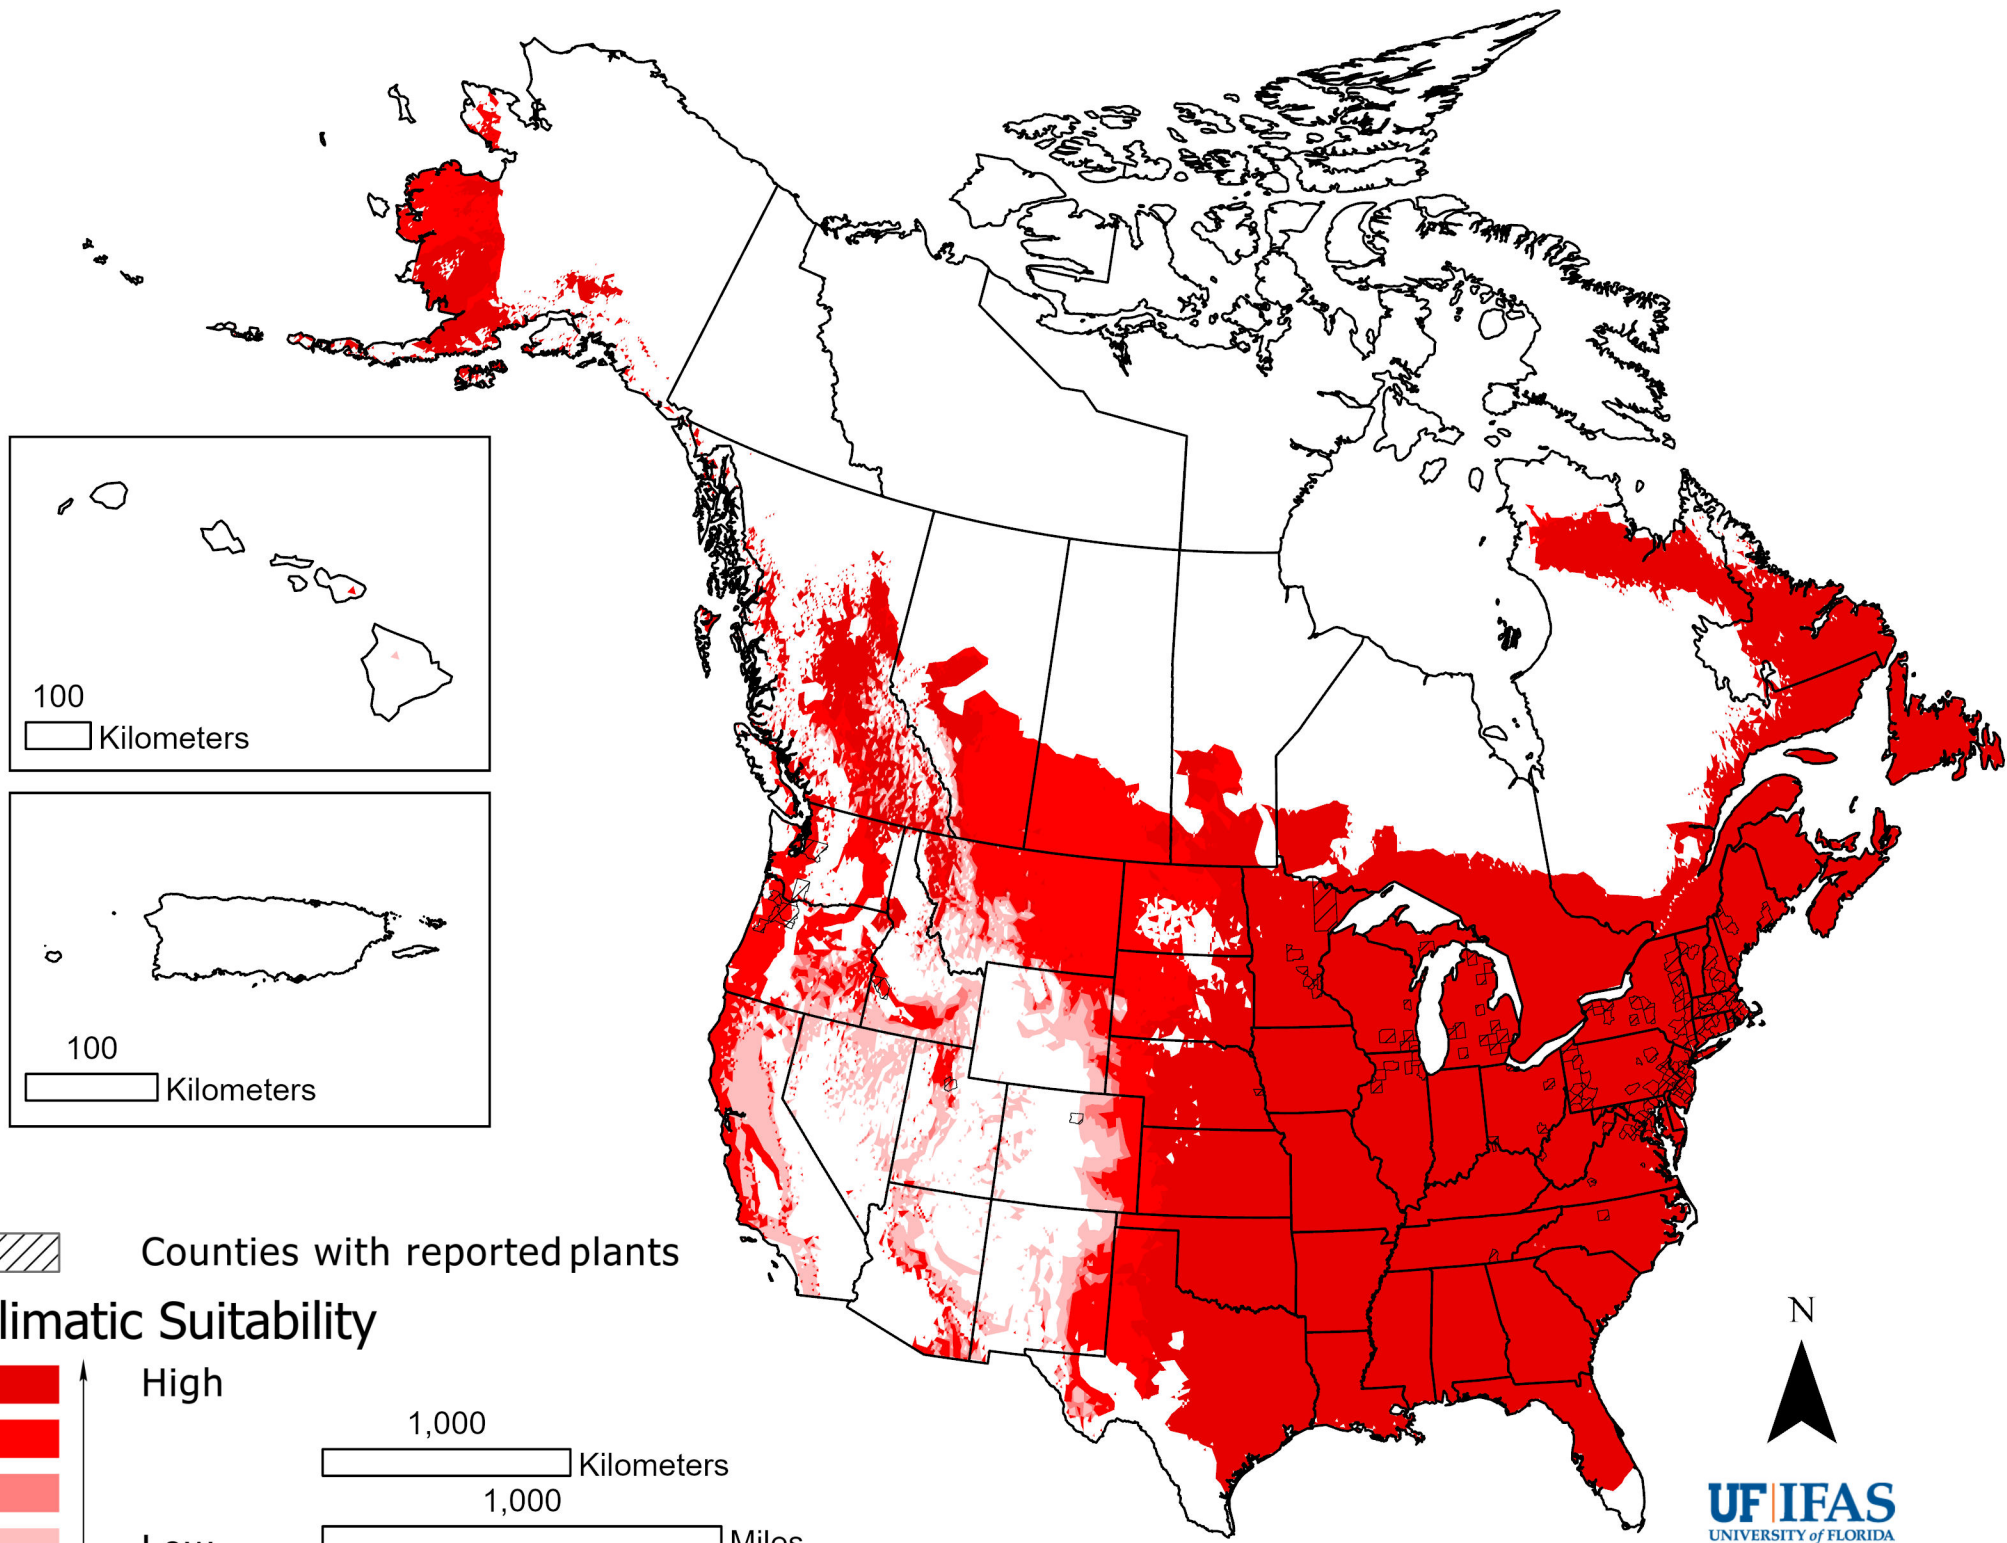 100
Kilometers
100
Kilometers
Counties with reported plants
limatic Suitability
High
1,000
Kilometers
1,000
N
UF|IFAS
UNIVERSITY of FLORIDA